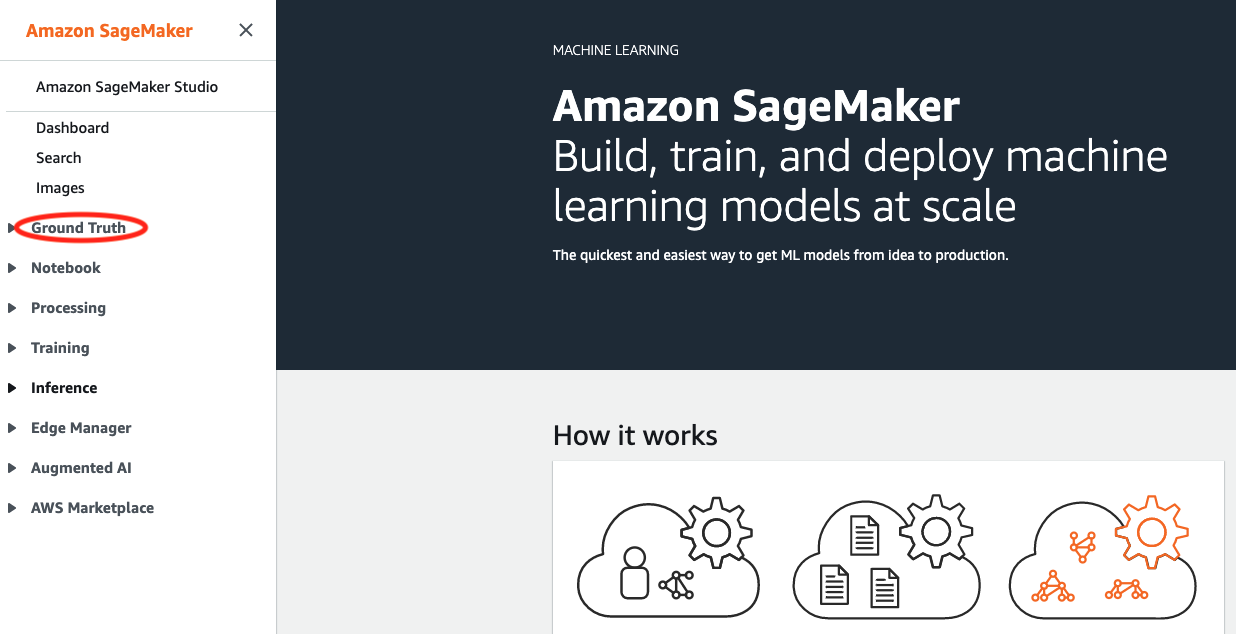 Amazon SageMaker
Amazon SageMaker Studio
Dashboard
Search
Images
Ground Truth
Notebook
Processing
Training
Inference
Edge Manager
Augmented AI
AWS Marketplace
MACHINE LEARNING
Amazon SageMaker
Build, train, and deploy machine
learning models at scale
The quickest and easiest way to get ML models from idea to production.
How it works